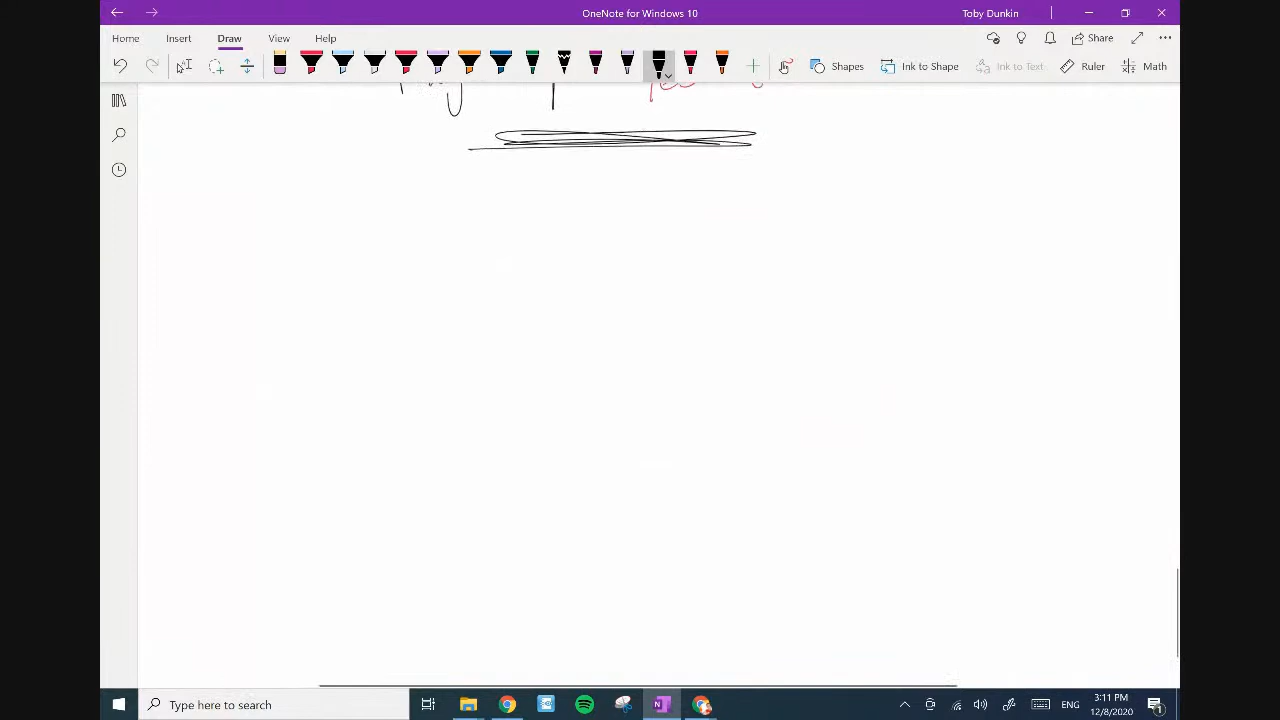 OneNote for Windows 10
Toby Dunkin
Home Insert Draw View Help
Share
Shapes
Ink to Shape
Ink to Text
Ruler
Math
Type here to search
ENG
3:11 PM
12/8/2020
1